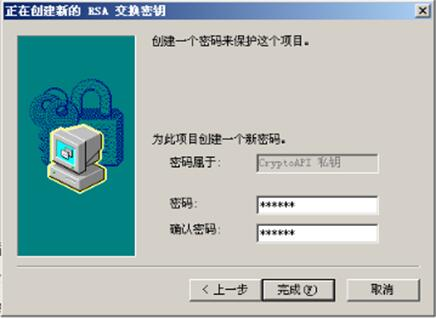 正在创建新的 RSA 交换密钥
创建一个密码来保护这个项目。
为此项目创建一个新密码。
密码属于: CryptoAPI 私钥
密码: ******
确认密码: ******
< 上一步 完成(F) 取消